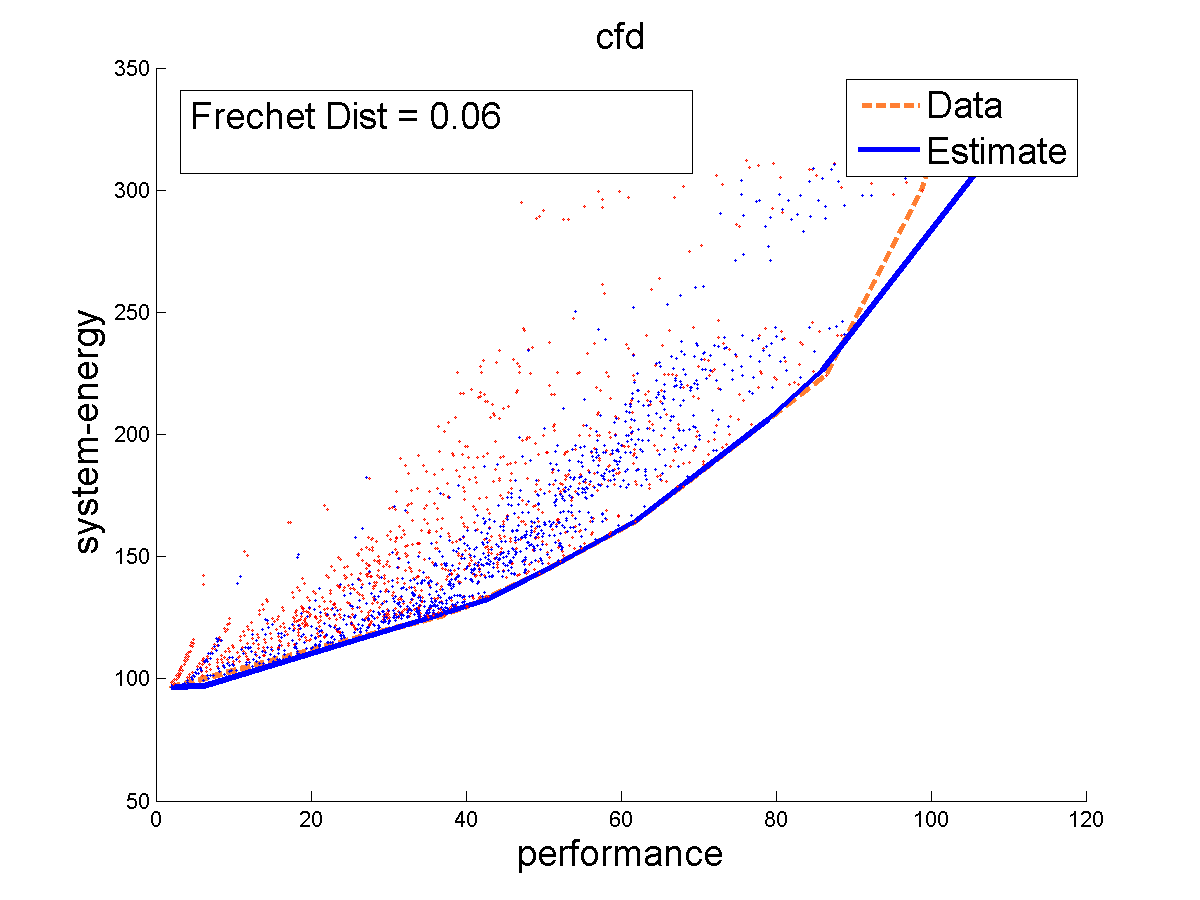 cfd
Frechet Dist = 0.06
Data
Estimate
350
300
250
200
150
100
50
system-energy
0 20 40 60 80 100 120
performance